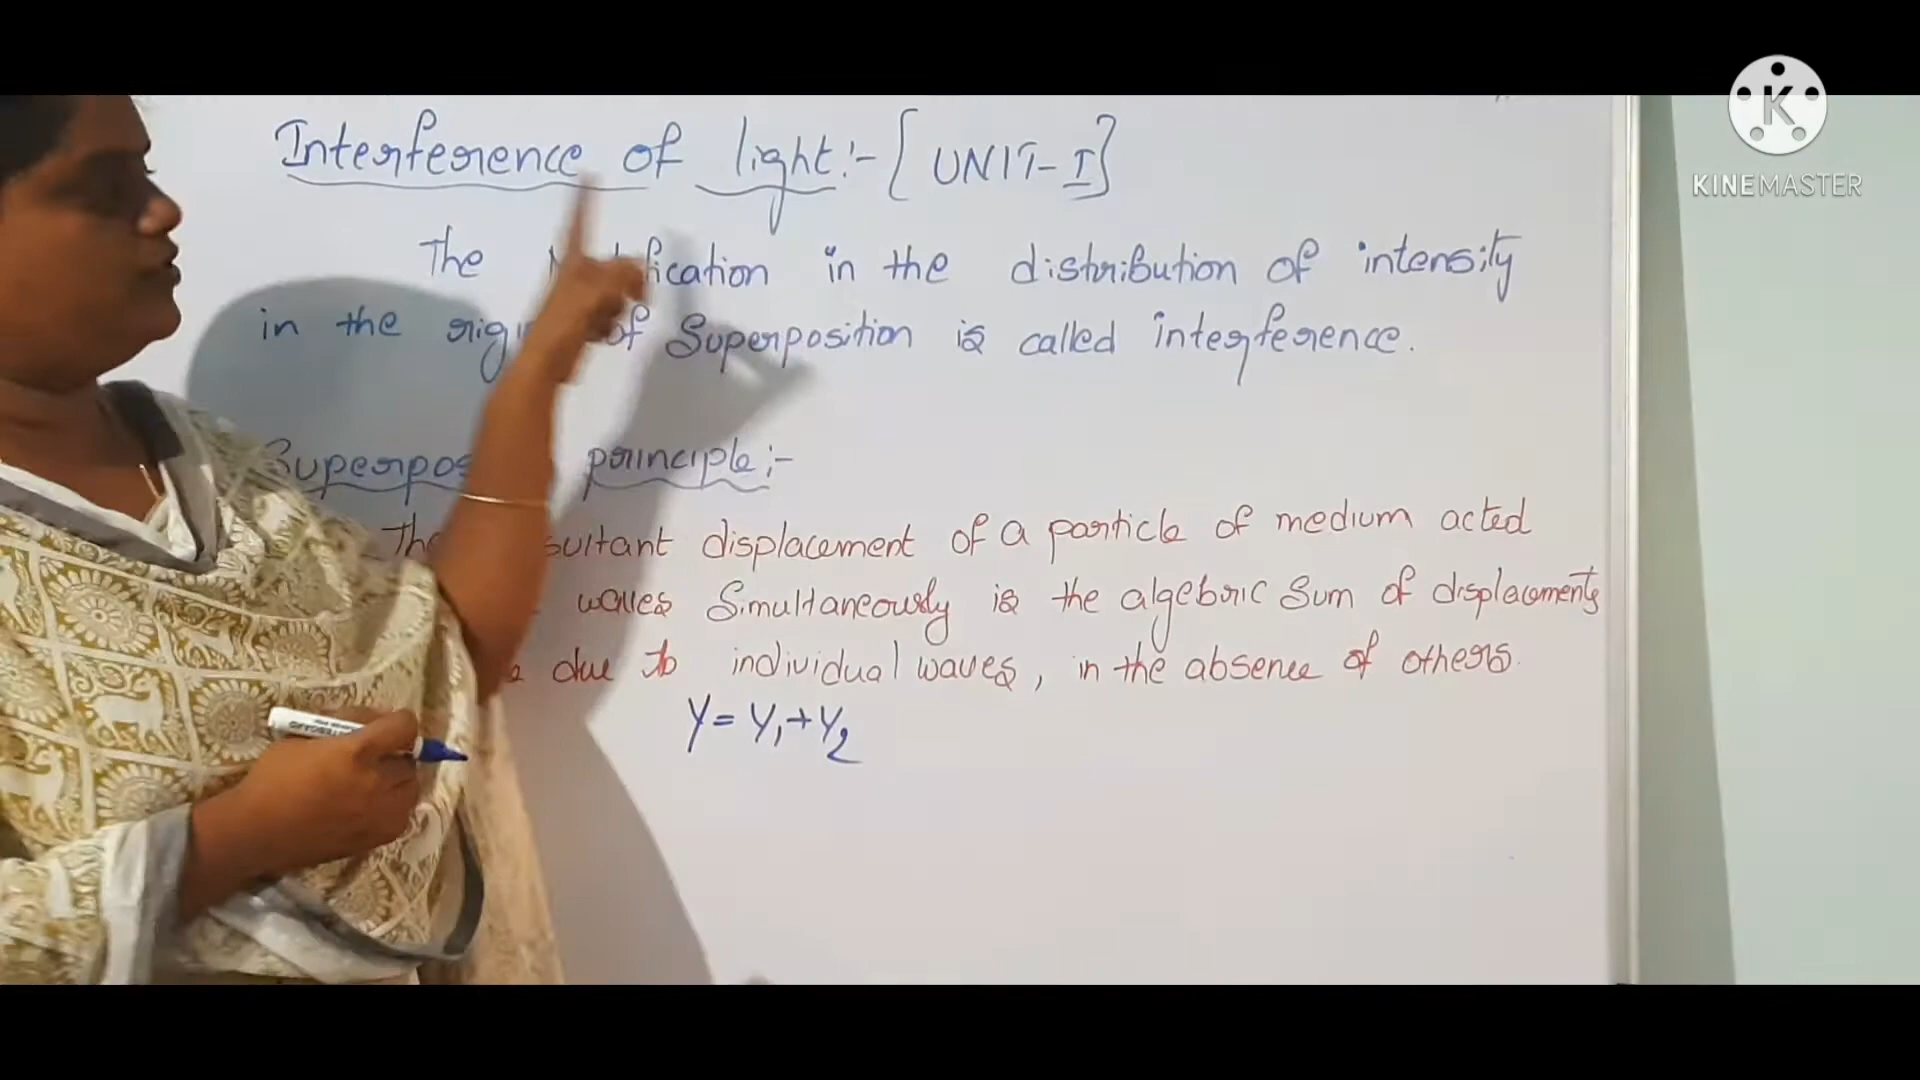 Interference of light:- [UNIT-I]
The in the distribution of intensity
in the of Superposition is called interference.
principle:-
The displacement of a particle of medium acted
waves Simultaneously is the algebric Sum of displacements
due to individual waves, in the absence of others.
Y = Y₁ + Y₂
K
KINEMASTER